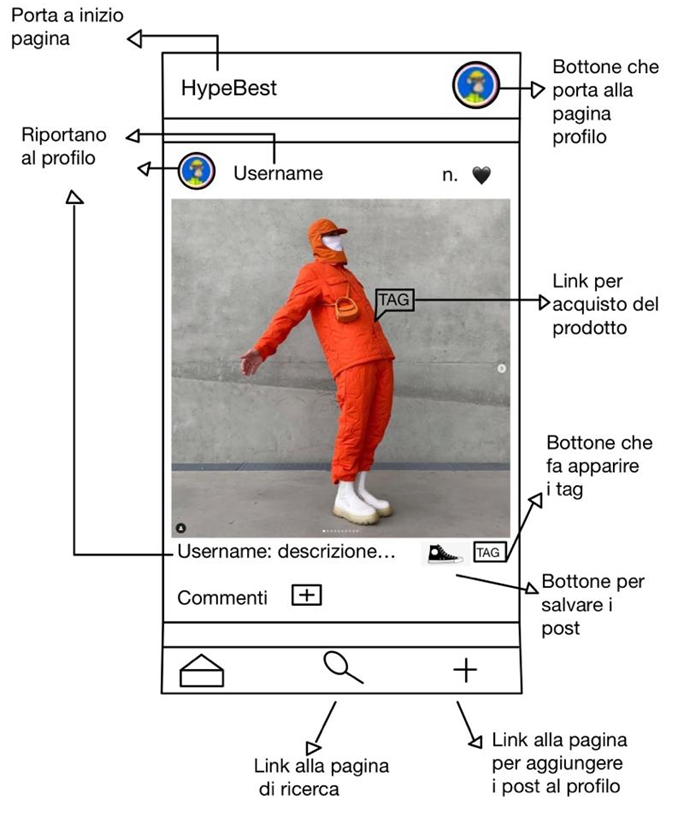 Porta a inizio
pagina
HypeBest
Bottone che
porta alla
pagina
profilo
Riportano
al profilo
Username
n.
TAG
Link per
acquisto del
prodotto
Bottone che
fa apparire
i tag
Username: descrizione...
TAG
Commenti
Bottone per
salvare i
post
Link alla pagina
di ricerca
Link alla pagina
per aggiungere
i post al profilo